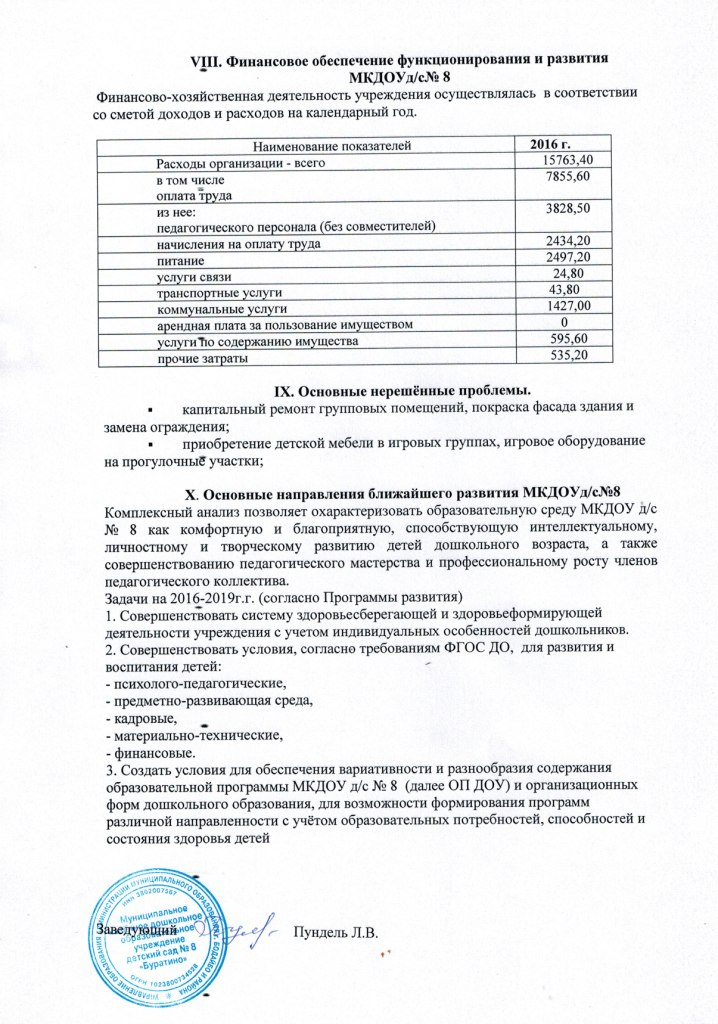 VIII. Финансовое обеспечение функционирования и развития
МКДОУд/с№ 8
Финансово-хозяйственная деятельность учреждения осуществлялась в соответствии
со сметой доходов и расходов на календарный год.
Наименование показателей 2016 г.
Расходы организации - всего 15763,40
в том числе 7855,60
оплата труда
из нее: 3828,50
педагогического персонала (без совместителей)
начисления на оплату труда 2434,20
питание 2497,20
услуги связи 24,80
транспортные услуги 43,80
коммунальные услуги 1427,00
арендная плата за пользование имуществом 0
услуги по содержанию имущества 595,60
прочие затраты 535,20
IX. Основные нерешённые проблемы.
▪ капитальный ремонт групповых помещений, покраска фасада здания и
замена ограждения;
▪ приобретение детской мебели в игровых группах, игровое оборудование
на прогулочные участки;
X. Основные направления ближайшего развития МКДОУд/с№8
Комплексный анализ позволяет охарактеризовать образовательную среду МКДОУ д/с
№ 8 как комфортную и благоприятную, способствующую интеллектуальному,
личностному и творческому развитию детей дошкольного возраста, а также
совершенствованию педагогического мастерства и профессиональному росту членов
педагогического коллектива.
Задачи на 2016-2019г.г. (согласно Программы развития)
1. Совершенствовать систему здоровьесберегающей и здоровьеформирующей
деятельности учреждения с учетом индивидуальных особенностей дошкольников.
2. Совершенствовать условия, согласно требованиям ФГОС ДО, для развития и
воспитания детей:
- психолого-педагогические,
- предметно-развивающая среда,
- кадровые,
- материально-технические,
- финансовые.
3. Создать условия для обеспечения вариативности и разнообразия содержания
образовательной программы МКДОУ д/с № 8 (далее ОП ДОУ) и организационных
форм дошкольного образования, для возможности формирования программ
различной направленности с учётом образовательных потребностей, способностей и
состояния здоровья детей
Заведующий Пундель Л.В.
Муниципальное
дошкольное
образовательное
учреждение
детский сад № 8
«Буратино»